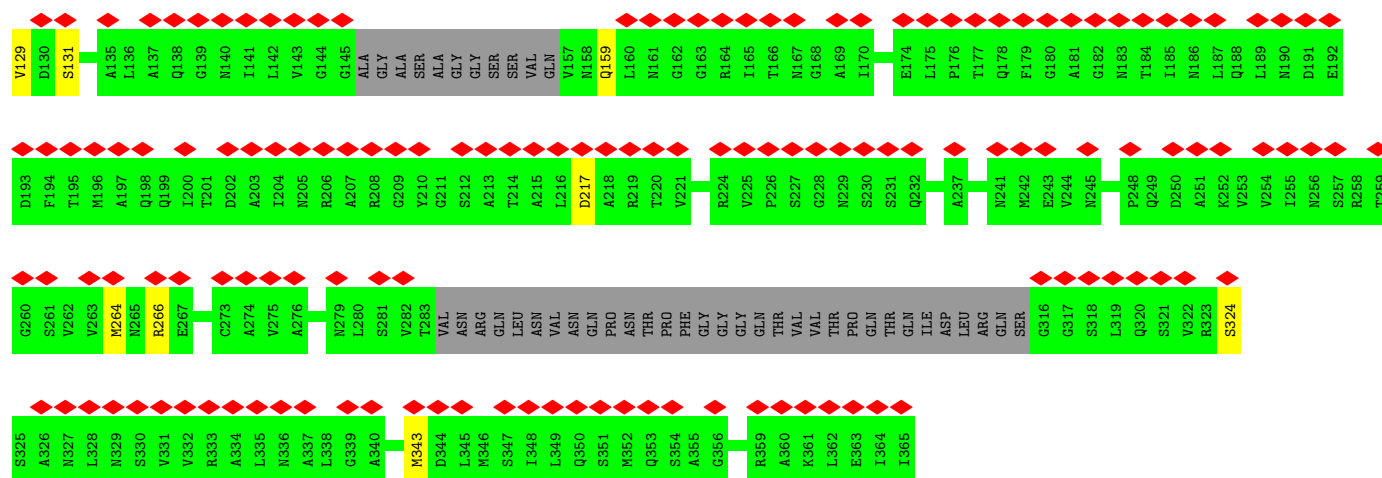 V129 D130 S131 A135 L136 A137 Q138 G139 N140 I141 L142 V143 G144 G145 ALA GLY ALA SER ALA GLY GLY SER SER VAL GLN V157 N158 Q159 L160 N161 G162 G163 R164 I165 T166 N167 G168 A169 I170 E174 L175 P176 T177 Q178 F179 G180 A181 G182 N183 T184 I185 N186 L187 Q188 L189 N190 D191 E192
D193 F194 T195 M196 A197 Q198 Q199 I200 T201 D202 A203 I204 N205 R206 A207 R208 G209 Y210 G211 S212 A213 T214 A215 L216 D217 A218 R219 T220 V221 R224 V225 P226 S227 G228 N229 S230 S231 Q232 A237 N241 M242 E243 V244 N245 P248 Q249 D250 A251 K252 V253 V254 I255 N256 S257 R258 T259
G260 S261 V262 V263 M264 N265 R266 E267 C273 A274 V275 A276 N279 L280 S281 V282 T283 VAL ASN ARG GLN LEU ASN VAL ASN GLN PRO ASN THR PRO PHE GLY GLY GLY GLN THR VAL VAL THR PRO GLN THR GLN ILE ASP LEU ARG GLN SER G316 G317 S318 L319 Q320 S321 V322 R323 S324
S325 A326 N327 L328 N329 S330 V331 V332 R333 A334 L335 N336 A337 L338 G339 A340 M343 D344 L345 M346 S347 I348 L349 Q350 S351 M352 Q353 S354 A355 G356 R359 A360 K361 L362 E363 I364 I365